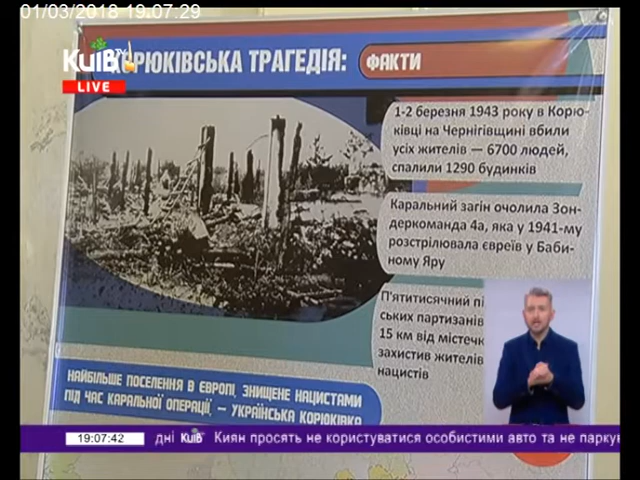 01/03/2018 19:07:29
КиїВ TV
LIVE
КОРЮКІВСЬКА ТРАГЕДІЯ: ФАКТИ
1-2 березня 1943 року в Корю-
ківці на Чернігівщині вбили
усіх жителів — 6700 людей,
спалили 1290 будинків
Каральний загін очолила Зон-
деркоманда 4а, яка у 1941-му
розстрілювала євреїв у Баби-
ному Яру
П'ятитисячний
ських партизанів
15 км від містечк
захистив жителів
нацистів
НАЙБІЛЬШЕ ПОСЕЛЕННЯ В ЄВРОПІ, ЗНИЩЕНЕ НАЦИСТАМИ
ПІД ЧАС КАРАЛЬНОЇ ОПЕРАЦІЇ, — УКРАЇНСЬКА КОРЮКІВКА
19:07:42 дні КиїВ Киян просять не користуватися особистими авто та не паркув